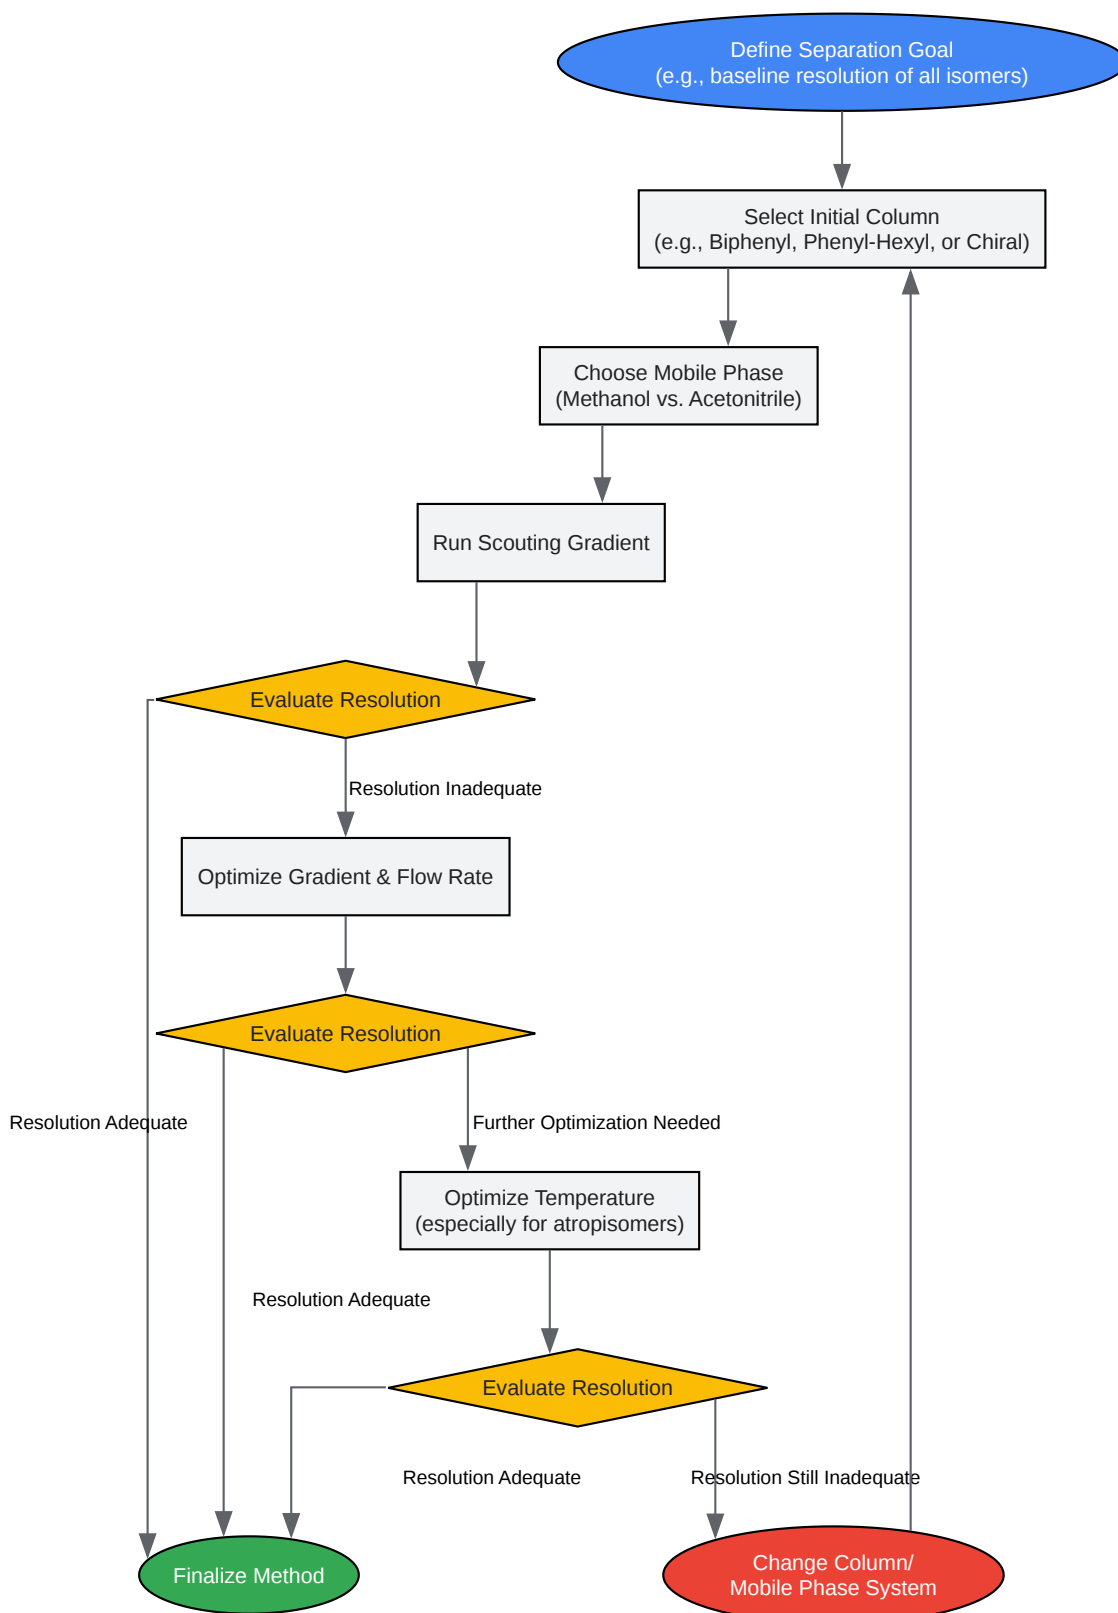 Define Separation Goal
(e.g., baseline resolution of all isomers)
Select Initial Column
(e.g., Biphenyl, Phenyl-Hexyl, or Chiral)
Choose Mobile Phase
(Methanol vs. Acetonitrile)
Run Scouting Gradient
Evaluate Resolution
Resolution Inadequate
Optimize Gradient & Flow Rate
Evaluate Resolution
Resolution Adequate
Further Optimization Needed
Optimize Temperature
(especially for atropisomers)
Resolution Adequate
Evaluate Resolution
Resolution Adequate
Resolution Still Inadequate
Finalize Method
Change Column/
Mobile Phase System